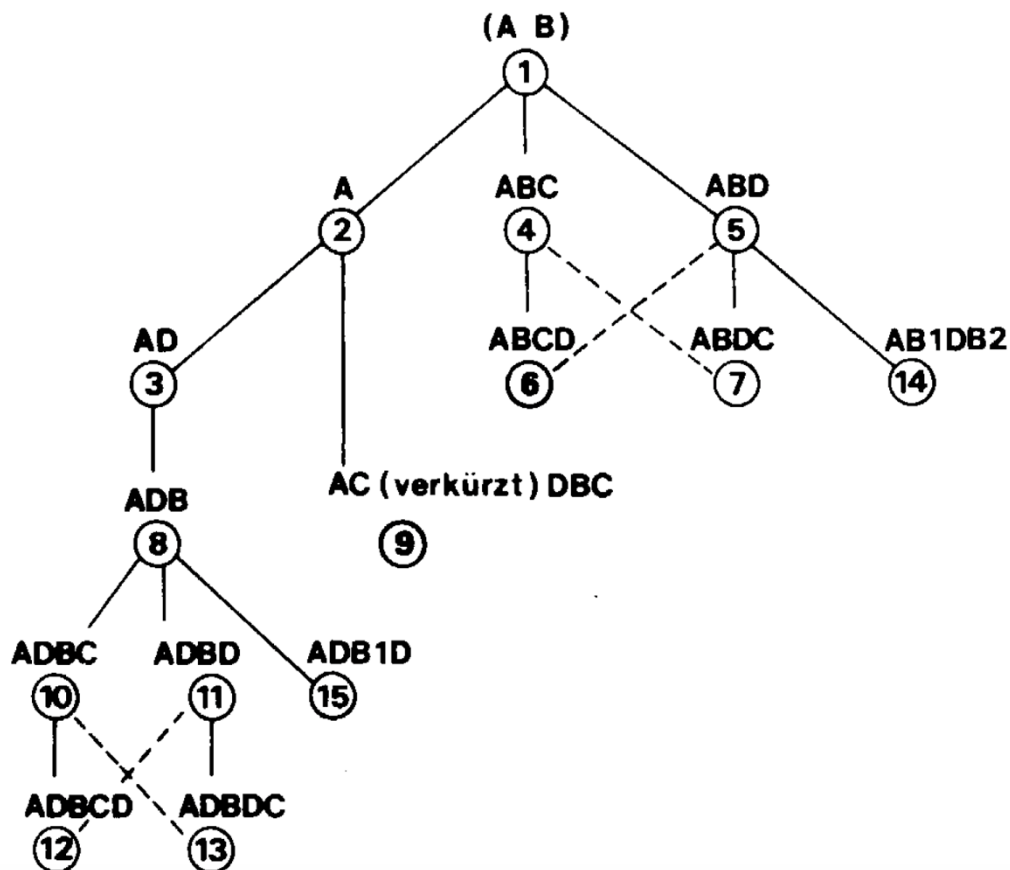 (A B)
1
A
ABC
ABD
2
4
5
AD
ABCD
ABDC
AB1DB2
3
6
7
14
ADB
AC (verkürzt) DBC
8
9
ADBC
ADBD
ADB1D
10
11
15
ADBCD
ADBDC
12
13